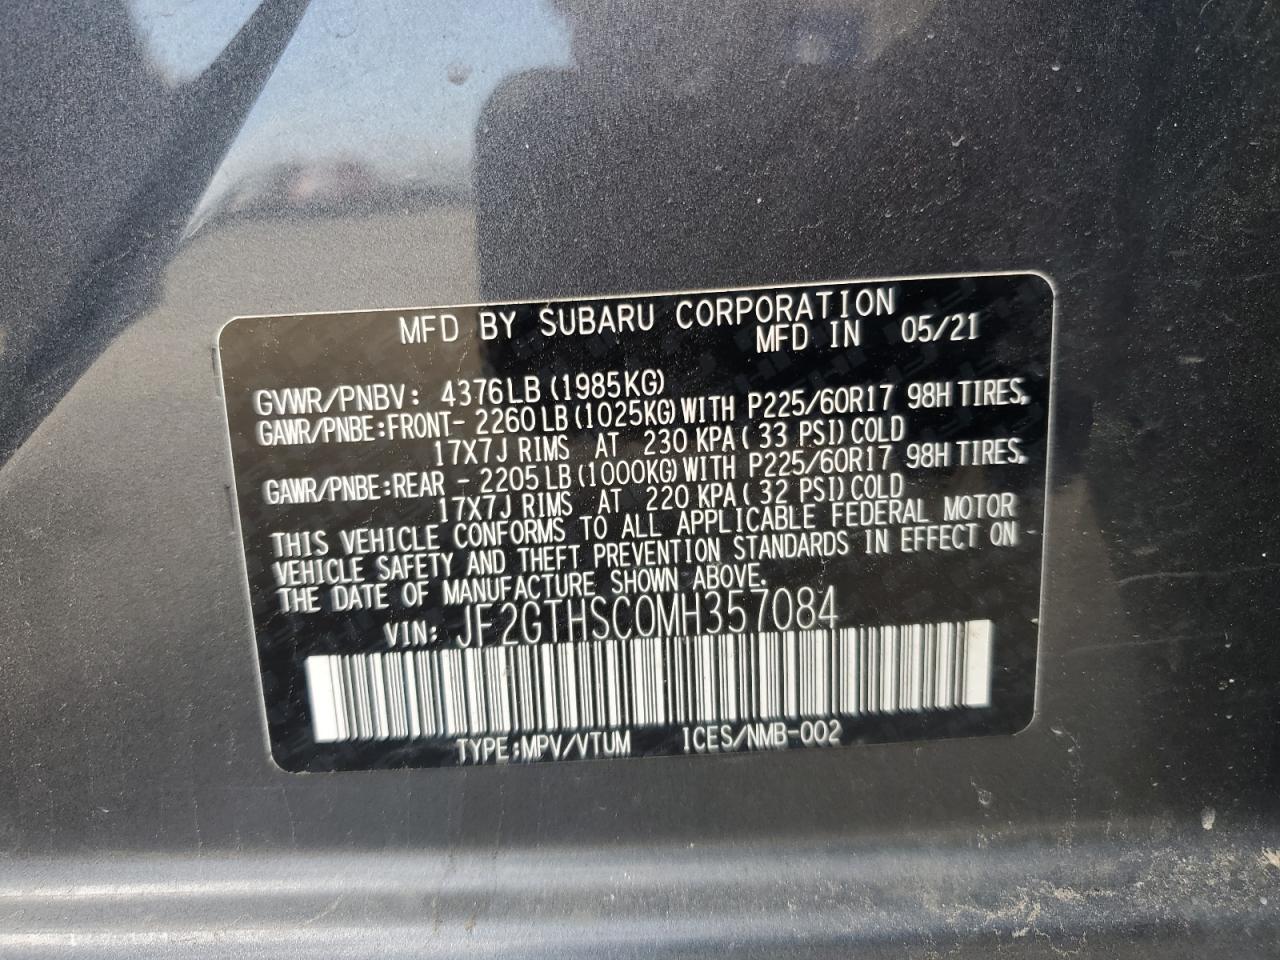 MFD BY SUBARU CORPORATION
MFD IN 05/21
GVWR/PNBV: 4376LB (1985KG)
GAWR/PNBE:FRONT- 2260 LB (1025KG) WITH P225/60R17 98H TIRES,
17X7J RIMS AT 230 KPA ( 33 PSI) COLD
GAWR/PNBE:REAR - 2205 LB (1000KG) WITH P225/60R17 98H TIRES,
17X7J RIMS AT 220 KPA ( 32 PSI) COLD
THIS VEHICLE CONFORMS TO ALL APPLICABLE FEDERAL MOTOR
VEHICLE SAFETY AND THEFT PREVENTION STANDARDS IN EFFECT ON
THE DATE OF MANUFACTURE SHOWN ABOVE.
VIN: JF2GTHSC0MH357084
TYPE:MPV/VTUM ICES/NMB-002